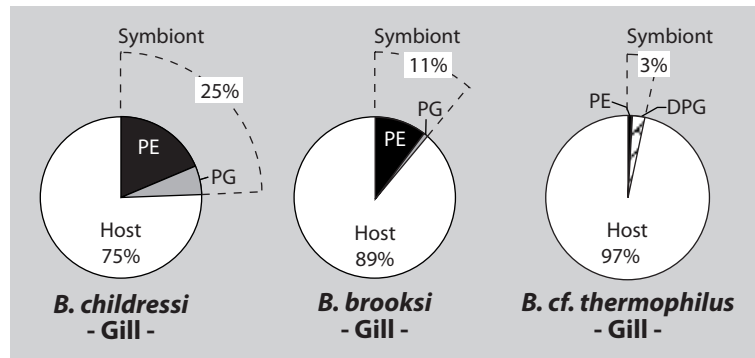 Symbiont
25%
PE
PG
Host
75%
B. childressi
- Gill -
Symbiont
11%
PG
PE
Host
89%
B. brooksi
- Gill -
Symbiont
3%
PE
DPG
Host
97%
B. cf. thermophilus
- Gill -